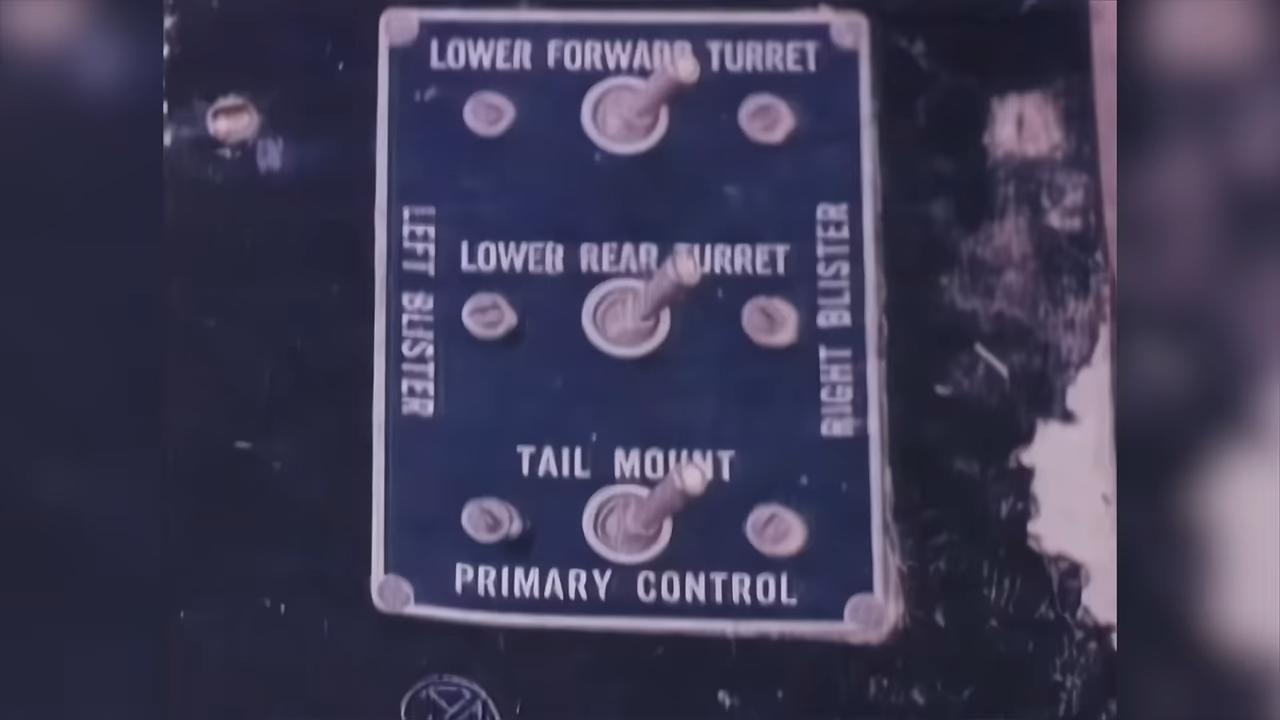 LOWER FORWARD TURRET
LEFT BLISTER
RIGHT BLISTER
LOWER REAR TURRET
TAIL MOUNT
PRIMARY CONTROL